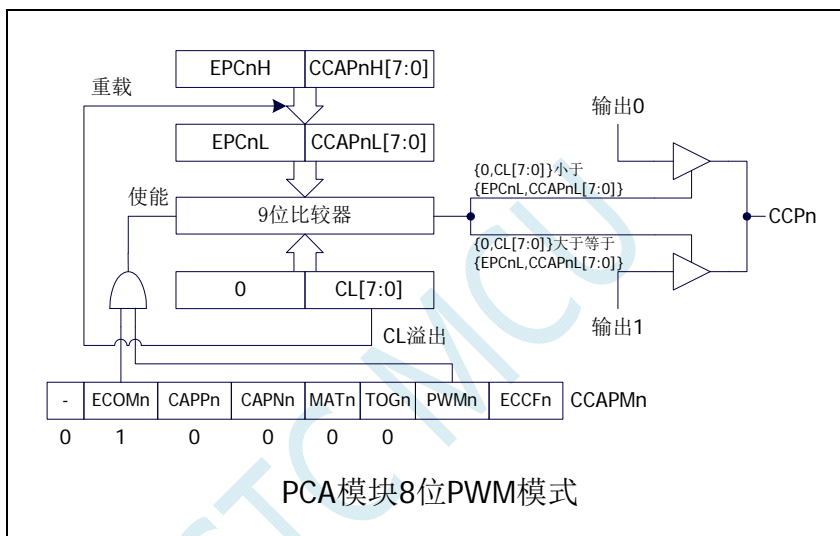 EPCnH CCAPnH[7:0]
重载
输出0
EPCnL CCAPnL[7:0]
{0,CL[7:0]}小于
{EPCnL,CCAPnL[7:0]}
使能
9位比较器
CCPn
{0,CL[7:0]}大于等于
{EPCnL,CCAPnL[7:0]}
0 CL[7:0]
输出1
CL溢出
- ECOMn CAPPn CAPNn MATn TOGn PWMn ECCFn CCAPMn
0 1 0 0 0 0
PCA模块8位PWM模式
STC MCU